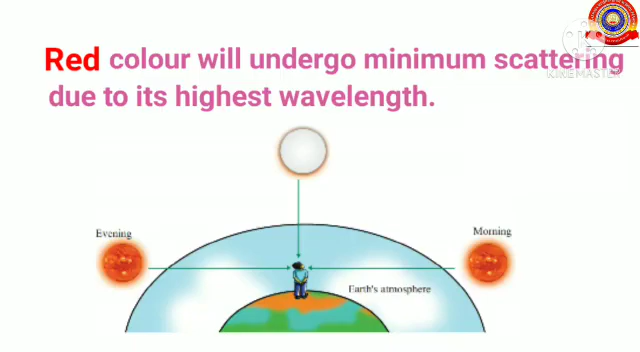 Red colour will undergo minimum scattering
due to its highest wavelength.
KINEMASTER
Evening
Morning
Earth's atmosphere